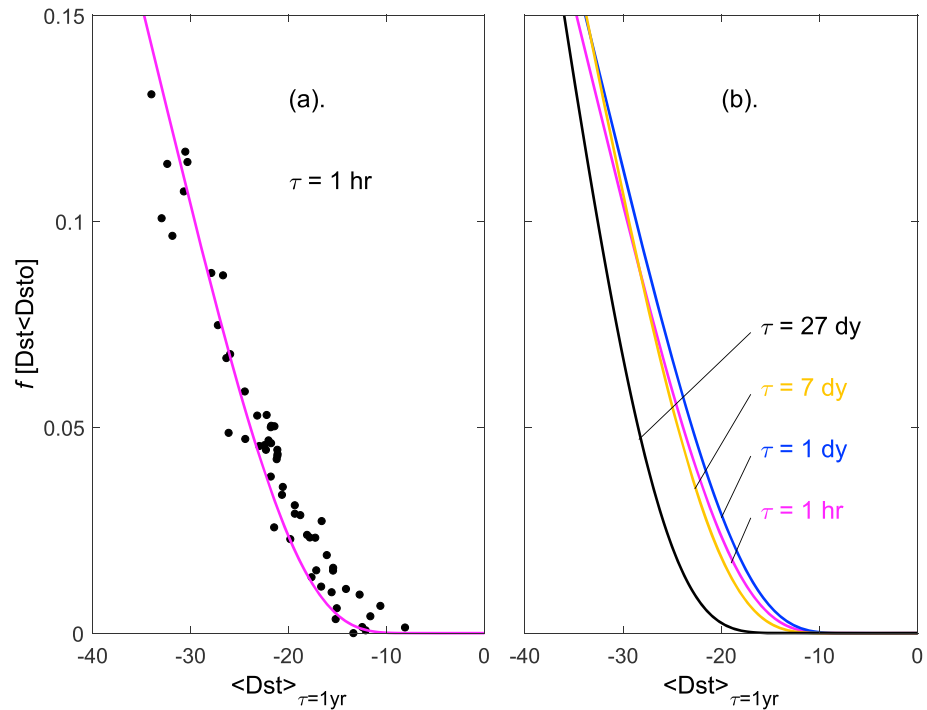 0.15
0.1
0.05
0
f [Dst<Dsto]
(a).
τ = 1 hr
-40 -30 -20 -10 0
<Dst>τ=1yr
(b).
τ = 27 dy
τ = 7 dy
τ = 1 dy
τ = 1 hr
-40 -30 -20 -10 0
<Dst>τ=1yr